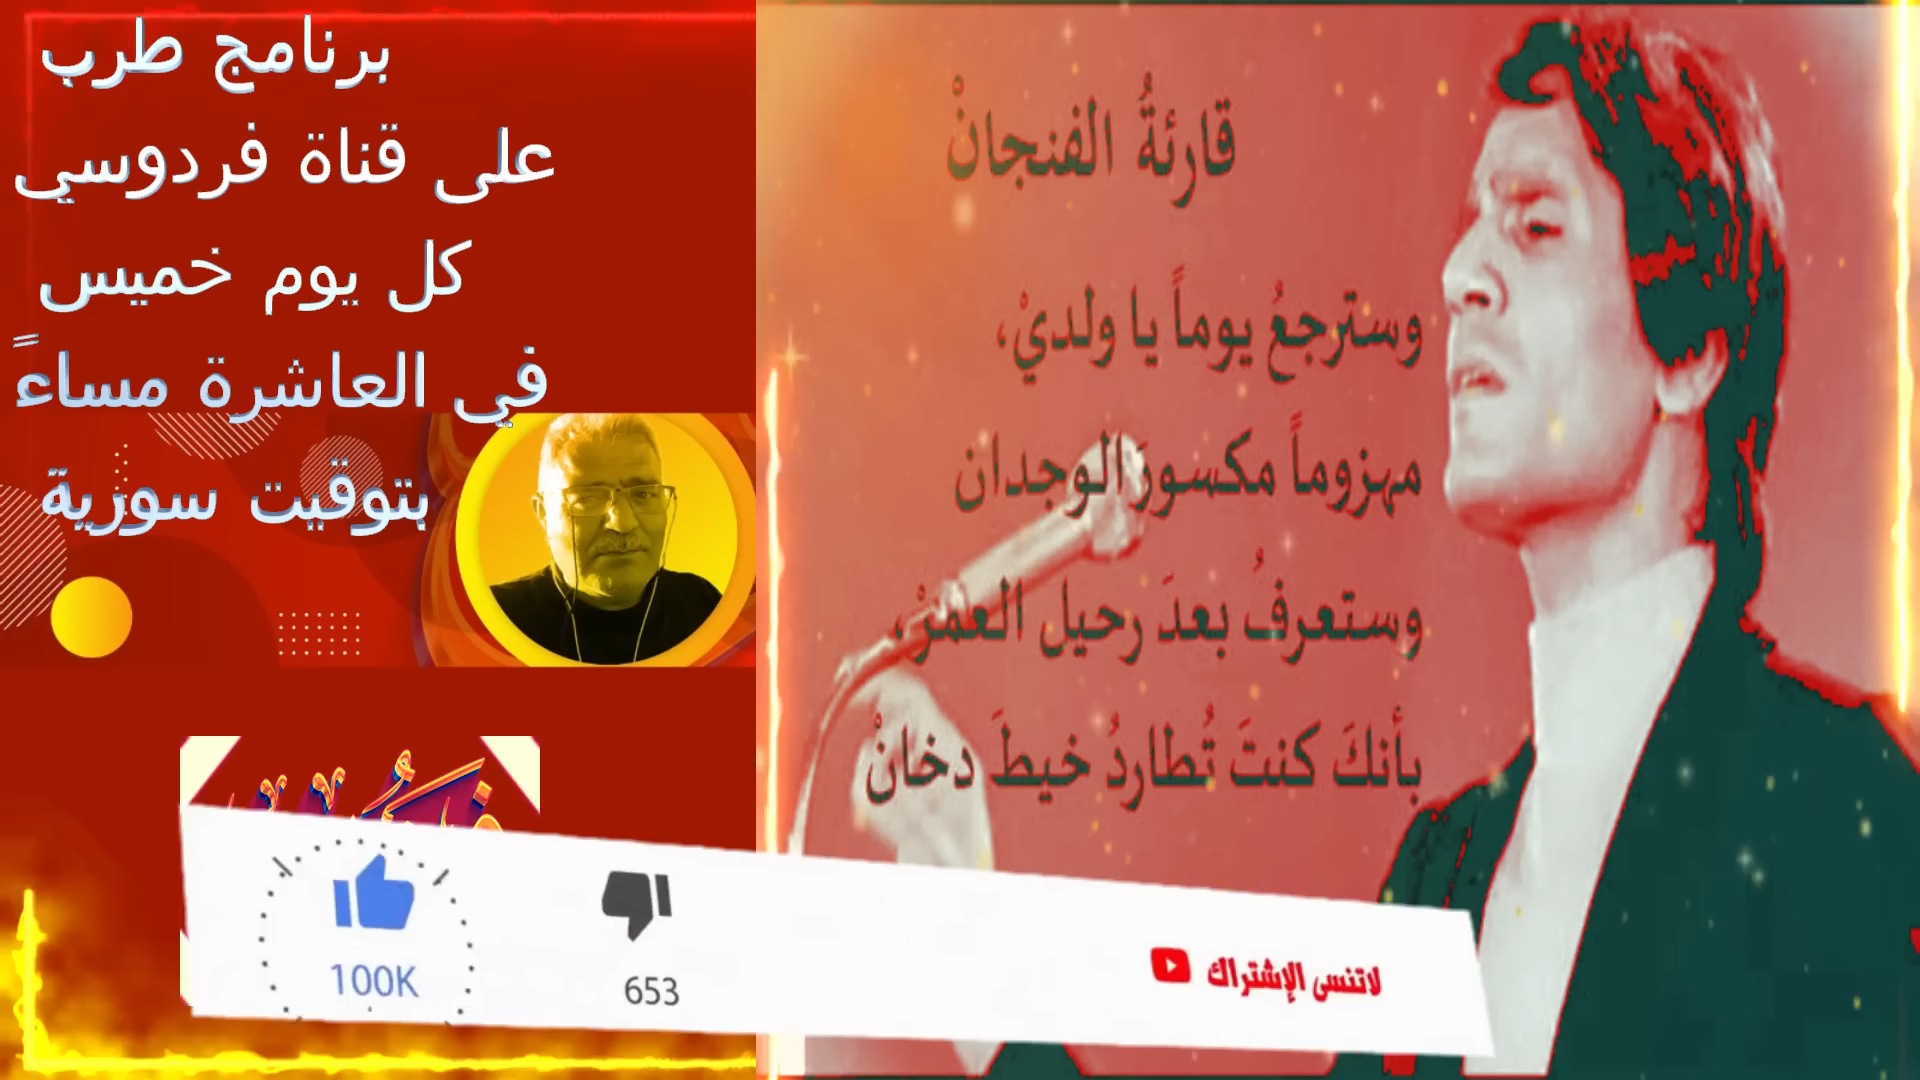 برنامج طرب
على قناة فردوسي
كل يوم خميس
في العاشرة مساءً
بتوقيت سورية
قارئةُ الفنجانْ
وسترجعُ يوماً يا ولديْ،
مهزوماً مكسورَ الوجدان
وستعرفُ بعدَ رحيل العمرْ،
بأنكَ كنتَ تُطاردُ خيطَ دخانْ
100K
653
لاتنسى الإشتراك